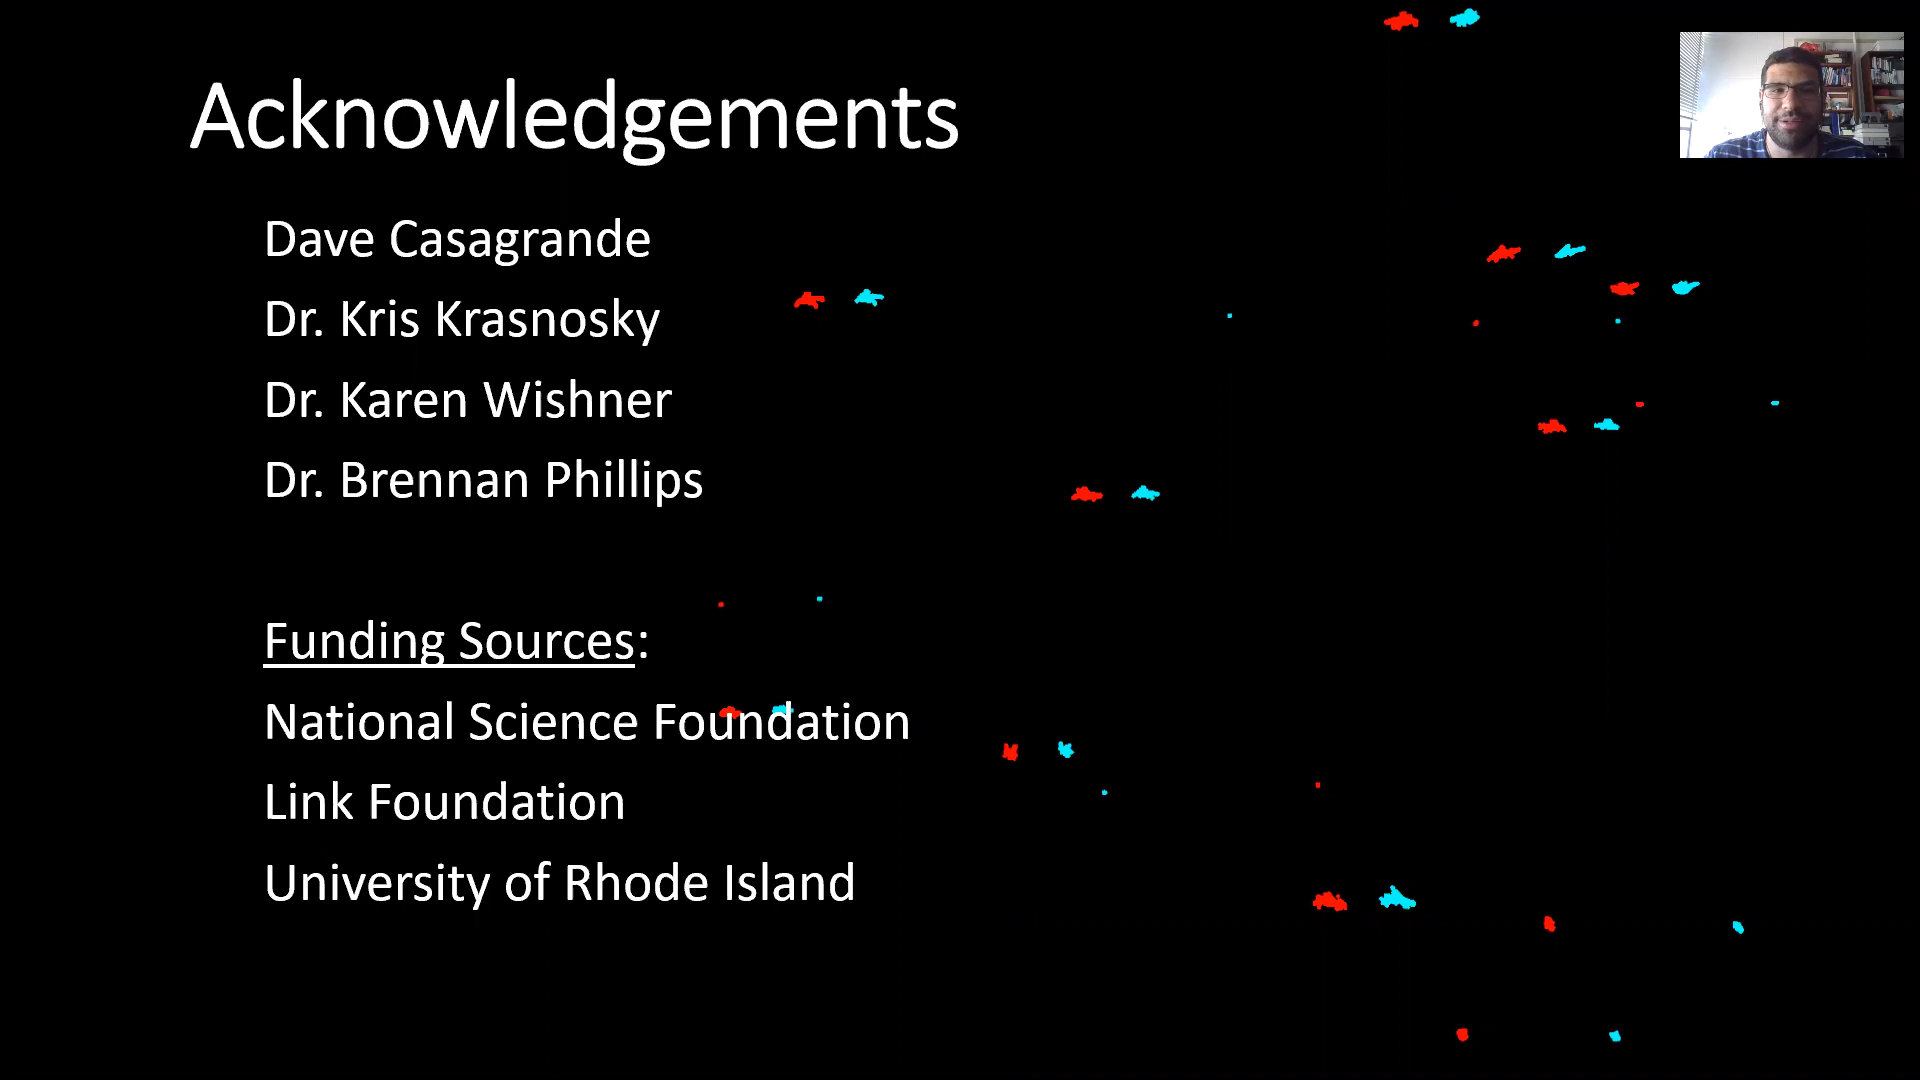 Acknowledgements
Dave Casagrande
Dr. Kris Krasnosky
Dr. Karen Wishner
Dr. Brennan Phillips
Funding Sources:
National Science Foundation
Link Foundation
University of Rhode Island